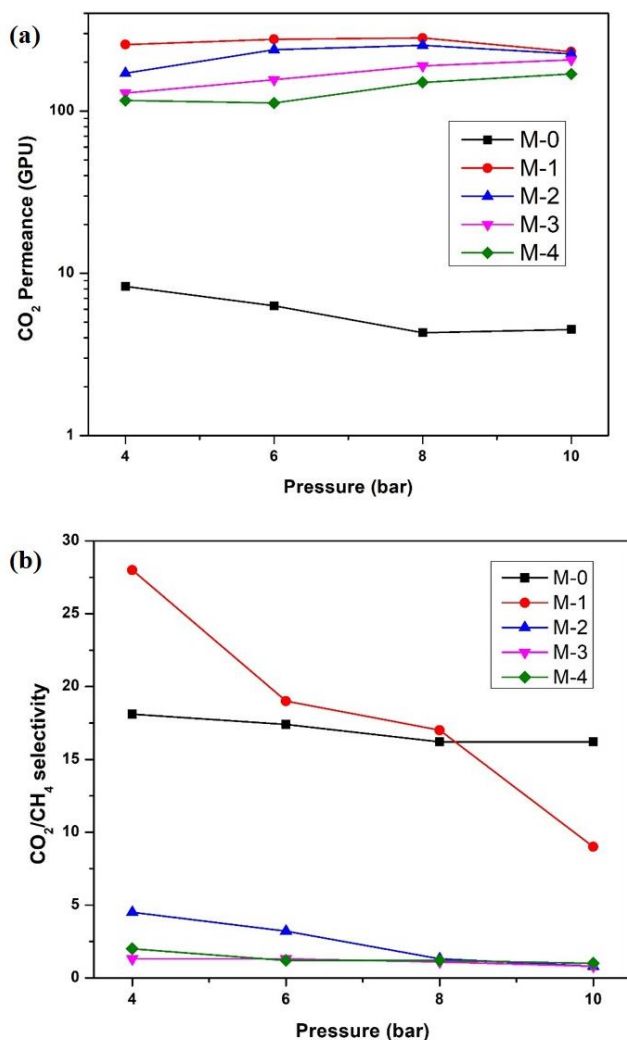 (a)
CO₂ Permeance (GPU)
100
10
1
M-0
M-1
M-2
M-3
M-4
4 6 8 10
Pressure (bar)
(b)
CO₂/CH₄ selectivity
30
25
20
15
10
5
0
M-0
M-1
M-2
M-3
M-4
4 6 8 10
Pressure (bar)